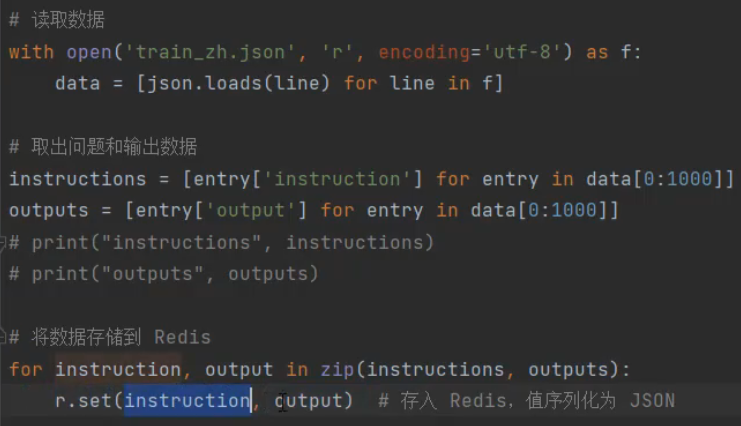 # 读取数据
with open('train_zh.json', 'r', encoding='utf-8') as f:
    data = [json.loads(line) for line in f]
# 取出问题和输出数据
instructions = [entry['instruction'] for entry in data[0:1000]]
outputs = [entry['output'] for entry in data[0:1000]]
# print("instructions", instructions)
# print("outputs", outputs)
# 将数据存储到 Redis
for instruction, output in zip(instructions, outputs):
    r.set(instruction, output)  # 存入 Redis，值序列化为 JSON